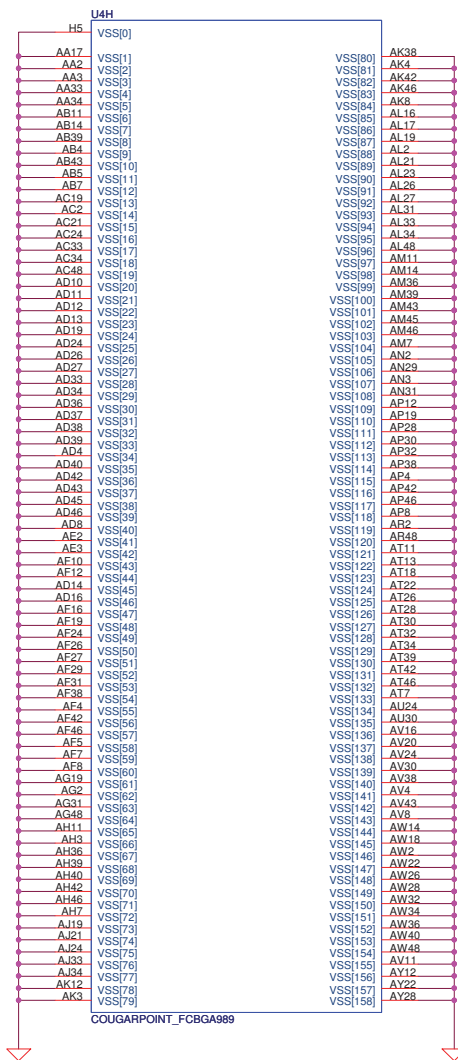 U4H
H5 VSS[0]
AA17 VSS[1] VSS[80] AK38
AA2 VSS[2] VSS[81] AK4
AA3 VSS[3] VSS[82] AK42
AA33 VSS[4] VSS[83] AK46
AA34 VSS[5] VSS[84] AK8
AB11 VSS[6] VSS[85] AL16
AB14 VSS[7] VSS[86] AL17
AB39 VSS[8] VSS[87] AL19
AB4 VSS[9] VSS[88] AL2
AB43 VSS[10] VSS[89] AL21
AB5 VSS[11] VSS[90] AL23
AB7 VSS[12] VSS[91] AL26
AC19 VSS[13] VSS[92] AL27
AC2 VSS[14] VSS[93] AL31
AC21 VSS[15] VSS[94] AL33
AC24 VSS[16] VSS[95] AL34
AC33 VSS[17] VSS[96] AL48
AC34 VSS[18] VSS[97] AM11
AC48 VSS[19] VSS[98] AM14
AD10 VSS[20] VSS[99] AM36
AD11 VSS[21] VSS[100] AM39
AD12 VSS[22] VSS[101] AM43
AD13 VSS[23] VSS[102] AM45
AD19 VSS[24] VSS[103] AM46
AD24 VSS[25] VSS[104] AM7
AD26 VSS[26] VSS[105] AN2
AD27 VSS[27] VSS[106] AN29
AD33 VSS[28] VSS[107] AN3
AD34 VSS[29] VSS[108] AN31
AD36 VSS[30] VSS[109] AP12
AD37 VSS[31] VSS[110] AP19
AD38 VSS[32] VSS[111] AP28
AD39 VSS[33] VSS[112] AP30
AD4 VSS[34] VSS[113] AP32
AD40 VSS[35] VSS[114] AP38
AD42 VSS[36] VSS[115] AP4
AD43 VSS[37] VSS[116] AP42
AD45 VSS[38] VSS[117] AP46
AD46 VSS[39] VSS[118] AP8
AD8 VSS[40] VSS[119] AR2
AE2 VSS[41] VSS[120] AR48
AE3 VSS[42] VSS[121] AT11
AF10 VSS[43] VSS[122] AT13
AF12 VSS[44] VSS[123] AT18
AD14 VSS[45] VSS[124] AT22
AD16 VSS[46] VSS[125] AT26
AF16 VSS[47] VSS[126] AT28
AF19 VSS[48] VSS[127] AT30
AF24 VSS[49] VSS[128] AT32
AF26 VSS[50] VSS[129] AT34
AF27 VSS[51] VSS[130] AT39
AF29 VSS[52] VSS[131] AT42
AF31 VSS[53] VSS[132] AT46
AF38 VSS[54] VSS[133] AT7
AF4 VSS[55] VSS[134] AU24
AF42 VSS[56] VSS[135] AU30
AF46 VSS[57] VSS[136] AV16
AF5 VSS[58] VSS[137] AV20
AF7 VSS[59] VSS[138] AV24
AF8 VSS[60] VSS[139] AV30
AG19 VSS[61] VSS[140] AV38
AG2 VSS[62] VSS[141] AV4
AG31 VSS[63] VSS[142] AV43
AG48 VSS[64] VSS[143] AV8
AH11 VSS[65] VSS[144] AW14
AH3 VSS[66] VSS[145] AW18
AH36 VSS[67] VSS[146] AW2
AH39 VSS[68] VSS[147] AW22
AH40 VSS[69] VSS[148] AW26
AH42 VSS[70] VSS[149] AW28
AH46 VSS[71] VSS[150] AW32
AH7 VSS[72] VSS[151] AW34
AJ19 VSS[73] VSS[152] AW36
AJ21 VSS[74] VSS[153] AW40
AJ24 VSS[75] VSS[154] AW48
AJ33 VSS[76] VSS[155] AV11
AJ34 VSS[77] VSS[156] AY12
AK12 VSS[78] VSS[157] AY22
AK3 VSS[79] VSS[158] AY28
COUGARPOINT_FCBGA989